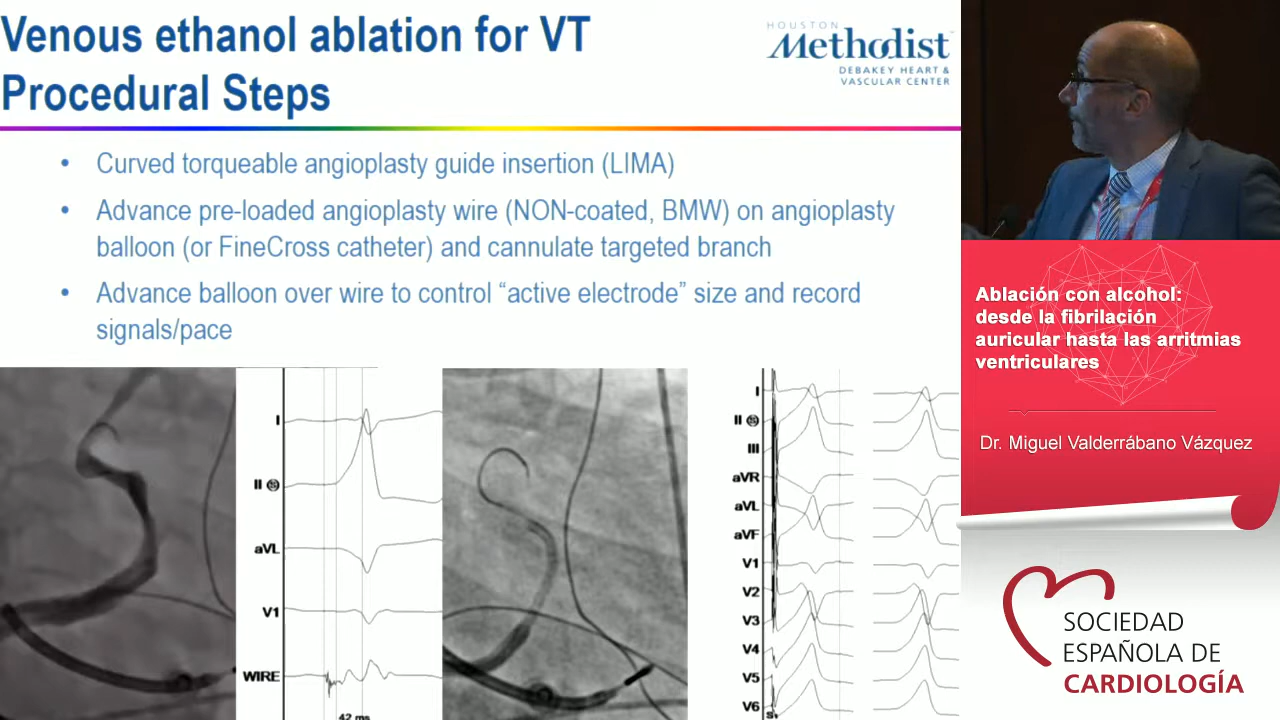 Venous ethanol ablation for VT
Procedural Steps
HOUSTON
Methodist
DEBAKEY HEART &
VASCULAR CENTER
• Curved torqueable angioplasty guide insertion (LIMA)
• Advance pre-loaded angioplasty wire (NON-coated, BMW) on angioplasty
balloon (or FineCross catheter) and cannulate targeted branch
• Advance balloon over wire to control “active electrode” size and record
signals/pace
I
II
aVL
V1
WIRE
42 ms
I
II
III
aVR
aVL
aVF
V1
V2
V3
V4
V5
V6
Ablación con alcohol:
desde la fibrilación
auricular hasta las arritmias
ventriculares
Dr. Miguel Valderrábano Vázquez
SOCIEDAD
ESPAÑOLA DE
CARDIOLOGÍA